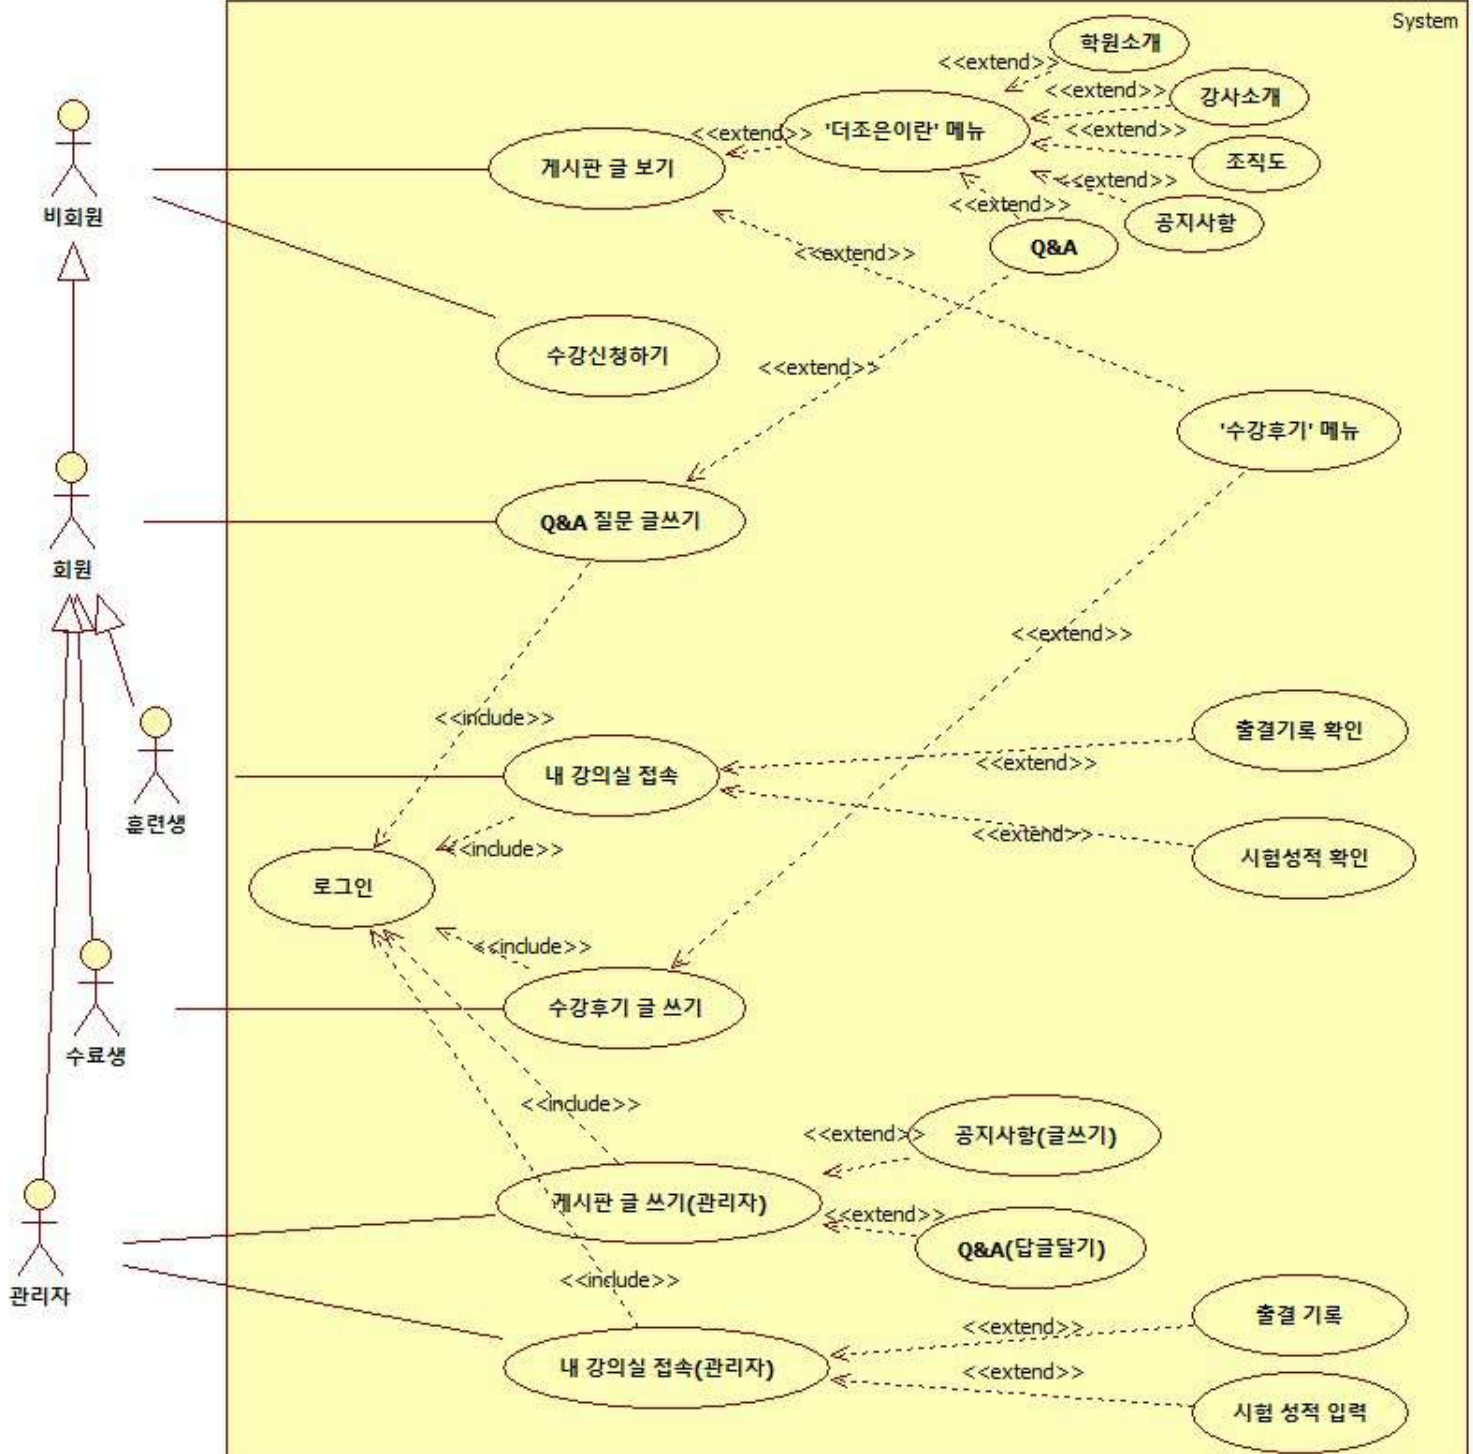 System
학원소개
<<extend>>
<<extend>>
강사소개
'더조은이란' 메뉴
<<extend>>
<<extend>>
조직도
게시판 글 보기
<<extend>>
<<extend>>
공지사항
비회원
Q&A
<<extend>>
수강신청하기
<<extend>>
'수강후기' 메뉴
Q&A 질문 글쓰기
회원
<<extend>>
<<include>>
출결기록 확인
내 강의실 접속
<<extend>>
훈련생
<<extend>>
<<include>>
시험성적 확인
로그인
<<include>>
수강후기 글 쓰기
수료생
<<include>>
<<extend>>
공지사항(글쓰기)
게시판 글 쓰기(관리자)
<<extend>>
Q&A(답글달기)
관리자
<<include>>
출결 기록
<<extend>>
내 강의실 접속(관리자)
<<extend>>
시험 성적 입력